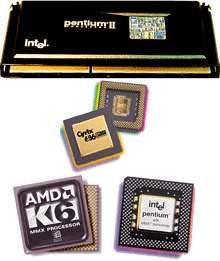 pentium II
intel.
Cyrix
6x86
AMD
K6
MMX PROCESSOR
intel
pentium